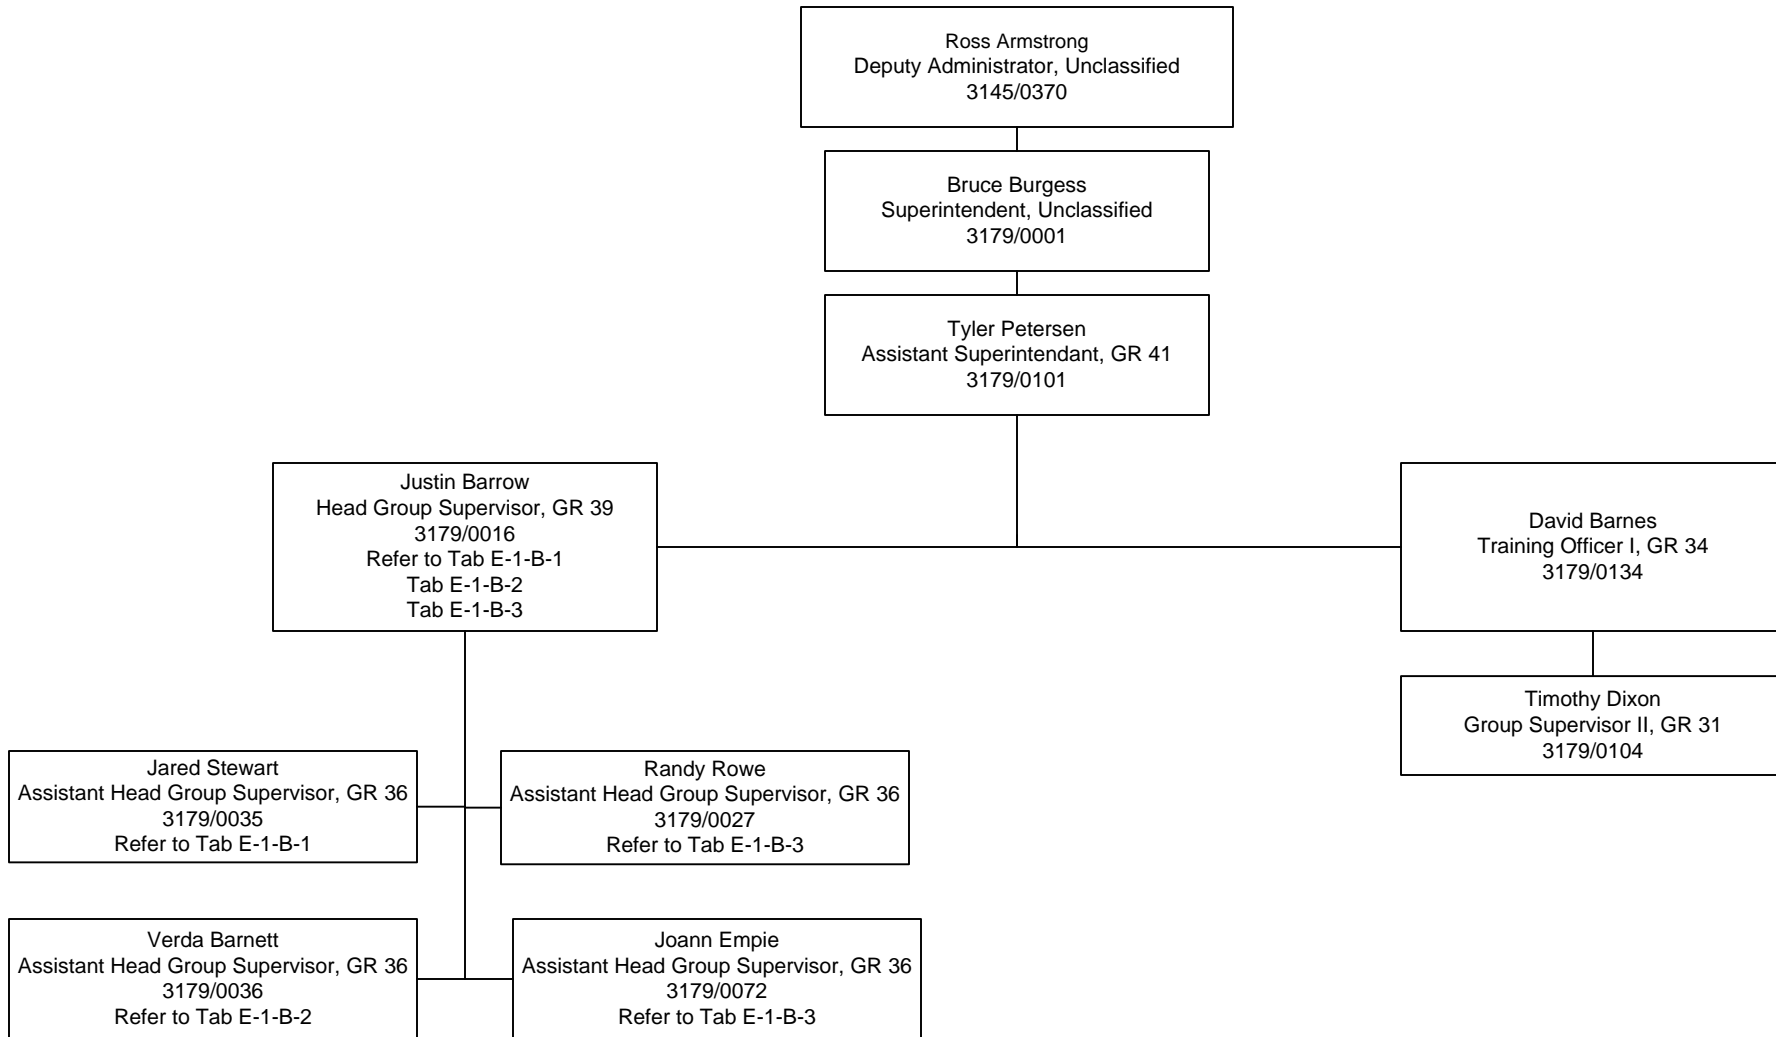 Ross Armstrong
Deputy Administrator, Unclassified
3145/0370
Bruce Burgess
Superintendent, Unclassified
3179/0001
Tyler Petersen
Assistant Superintendant, GR 41
3179/0101
Justin Barrow
Head Group Supervisor, GR 39
3179/0016
Refer to Tab E-1-B-1
Tab E-1-B-2
Tab E-1-B-3
David Barnes
Training Officer I, GR 34
3179/0134
Timothy Dixon
Group Supervisor II, GR 31
3179/0104
Jared Stewart
Assistant Head Group Supervisor, GR 36
3179/0035
Refer to Tab E-1-B-1
Randy Rowe
Assistant Head Group Supervisor, GR 36
3179/0027
Refer to Tab E-1-B-3
Verda Barnett
Assistant Head Group Supervisor, GR 36
3179/0036
Refer to Tab E-1-B-2
Joann Empie
Assistant Head Group Supervisor, GR 36
3179/0072
Refer to Tab E-1-B-3